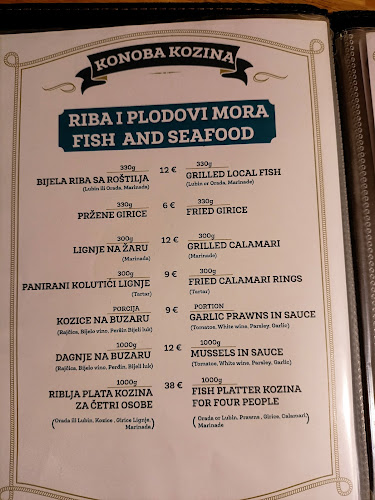 KONOBA KOZINA
RIBA I PLODOVI MORA
FISH AND SEAFOOD
330g 330g
BIJELA RIBA SA ROŠTILJA 12 € GRILLED LOCAL FISH
(Lubin ili Orada, Marinada) (Lubin or Orada, Marinade)
330g 330g
PRŽENE GIRICE 6 € FRIED GIRICE
300g 300g
LIGNJE NA ŽARU 12 € GRILLED CALAMARI
(Marinada) (Marinade)
300g 300g
PANIRANI KOLUTIĆI LIGNJE 9 € FRIED CALAMARI RINGS
(Tartar) (Tartar)
PORCIJA PORTION
KOZICE NA BUZARU 9 € GARLIC PRAWNS IN SAUCE
(Rajčica, Bijelo vino, Peršin Bijeli luk) (Tomatos, White wine, Parsley, Garlic)
1000g 1000g
DAGNJE NA BUZARU 12 € MUSSELS IN SAUCE
(Rajčica, Bijelo vino, Peršin, Bijeli luk) (Tomatos, White wine, Parsley, Garlic)
1000g 1000g
RIBLJA PLATA KOZINA 38 € FISH PLATTER KOZINA
ZA ČETRI OSOBE FOR FOUR PEOPLE
(Orada ili Lubin, Kozice, Girice Lignje, (Orada or Lubin, Prawns, Girice, Calamari
Marinada) Marinade)